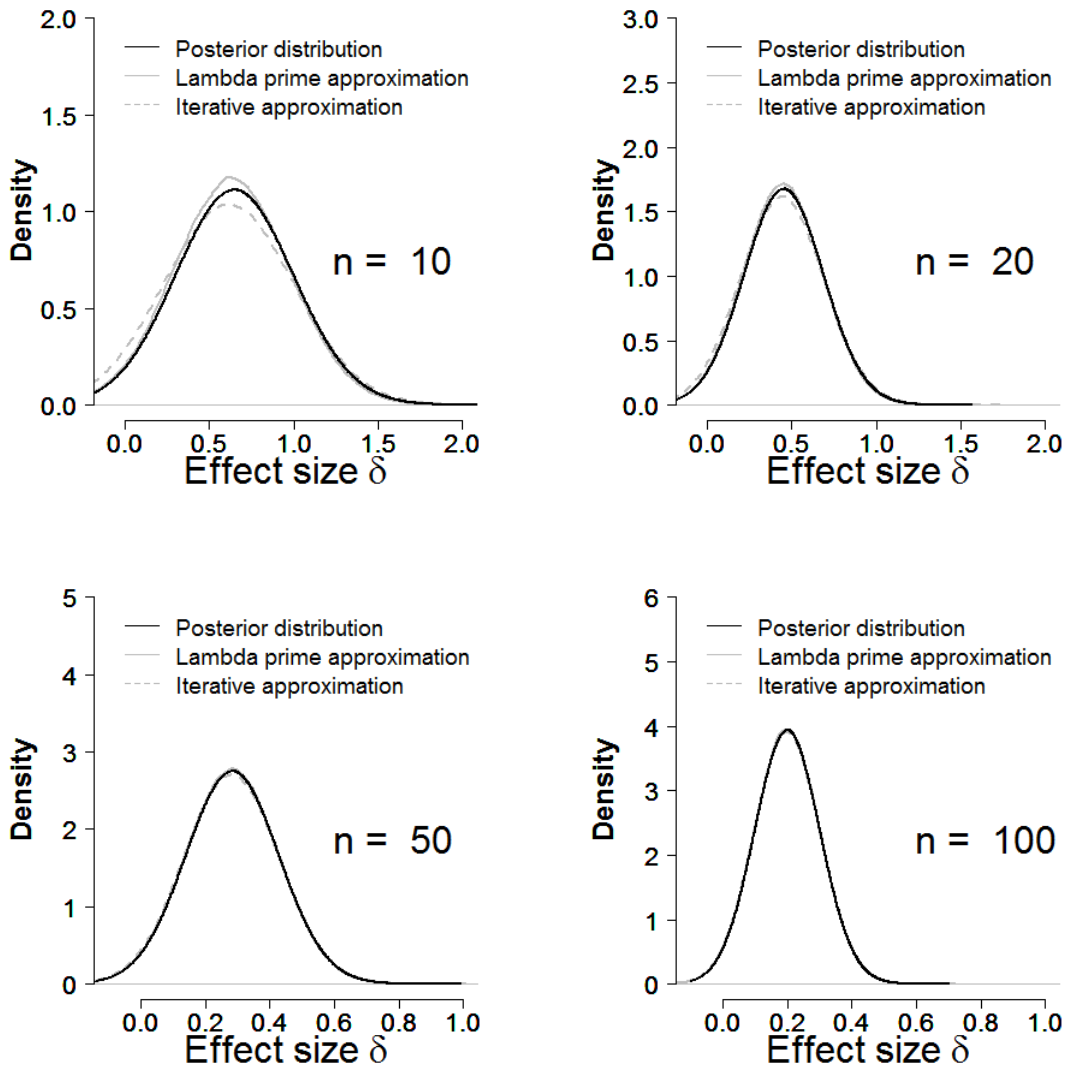 2.0
1.5
1.0
0.5
0.0
Density
Posterior distribution
Lambda prime approximation
Iterative approximation
n = 10
0.0 0.5 1.0 1.5 2.0
Effect size δ
3.0
2.5
2.0
1.5
1.0
0.5
0.0
Density
Posterior distribution
Lambda prime approximation
Iterative approximation
n = 20
0.0 0.5 1.0 1.5 2.0
Effect size δ
5
4
3
2
1
0
Density
Posterior distribution
Lambda prime approximation
Iterative approximation
n = 50
0.0 0.2 0.4 0.6 0.8 1.0
Effect size δ
6
5
4
3
2
1
0
Density
Posterior distribution
Lambda prime approximation
Iterative approximation
n = 100
0.0 0.2 0.4 0.6 0.8 1.0
Effect size δ